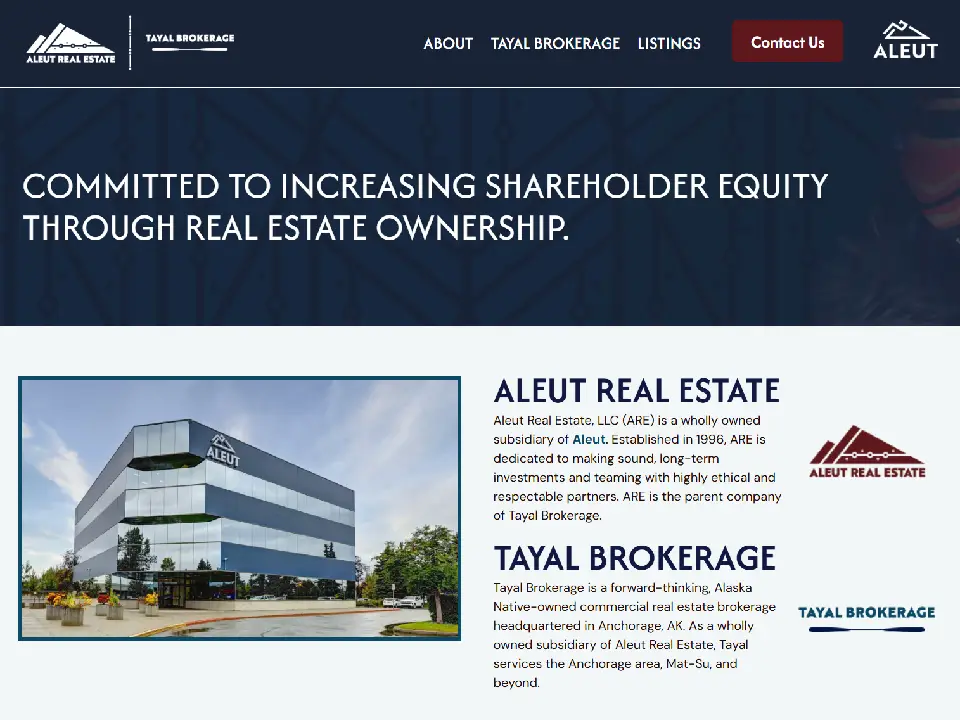 ALEUT REAL ESTATE
TAYAL BROKERAGE
ABOUT
TAYAL BROKERAGE
LISTINGS
Contact Us
ALEUT
COMMITTED TO INCREASING SHAREHOLDER EQUITY
THROUGH REAL ESTATE OWNERSHIP.
ALEUT
ALEUT REAL ESTATE
Aleut Real Estate, LLC (ARE) is a wholly owned
subsidiary of Aleut. Established in 1996, ARE is
dedicated to making sound, long-term
investments and teaming with highly ethical and
respectable partners. ARE is the parent company
of Tayal Brokerage.
ALEUT REAL ESTATE
TAYAL BROKERAGE
Tayal Brokerage is a forward-thinking, Alaska
Native-owned commercial real estate brokerage
headquartered in Anchorage, AK. As a wholly
owned subsidiary of Aleut Real Estate, Tayal
services the Anchorage area, Mat-Su, and
beyond.
TAYAL BROKERAGE